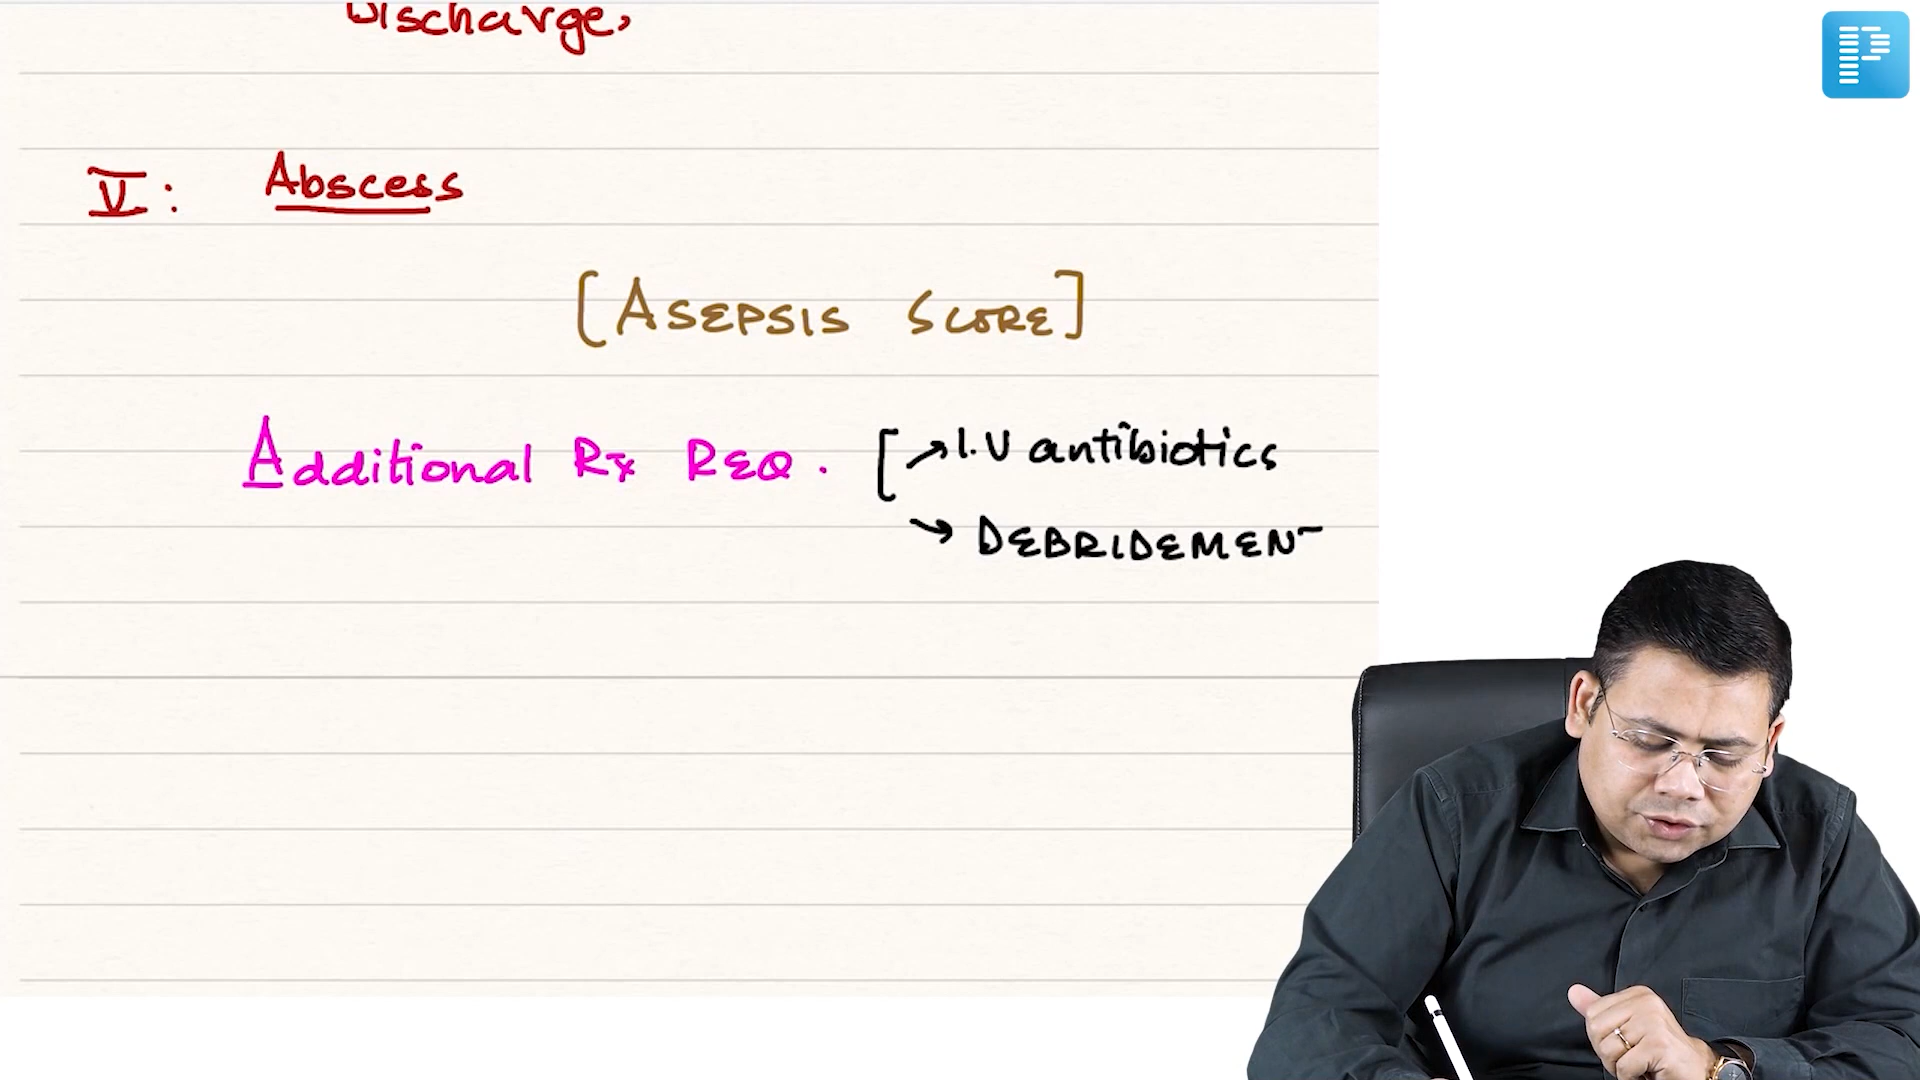 Discharge,
V: Abscess
[ASEPSIS SCORE]
Additional Rx REQ. [→ I.V antibiotics
→ DEBRIDEMENT